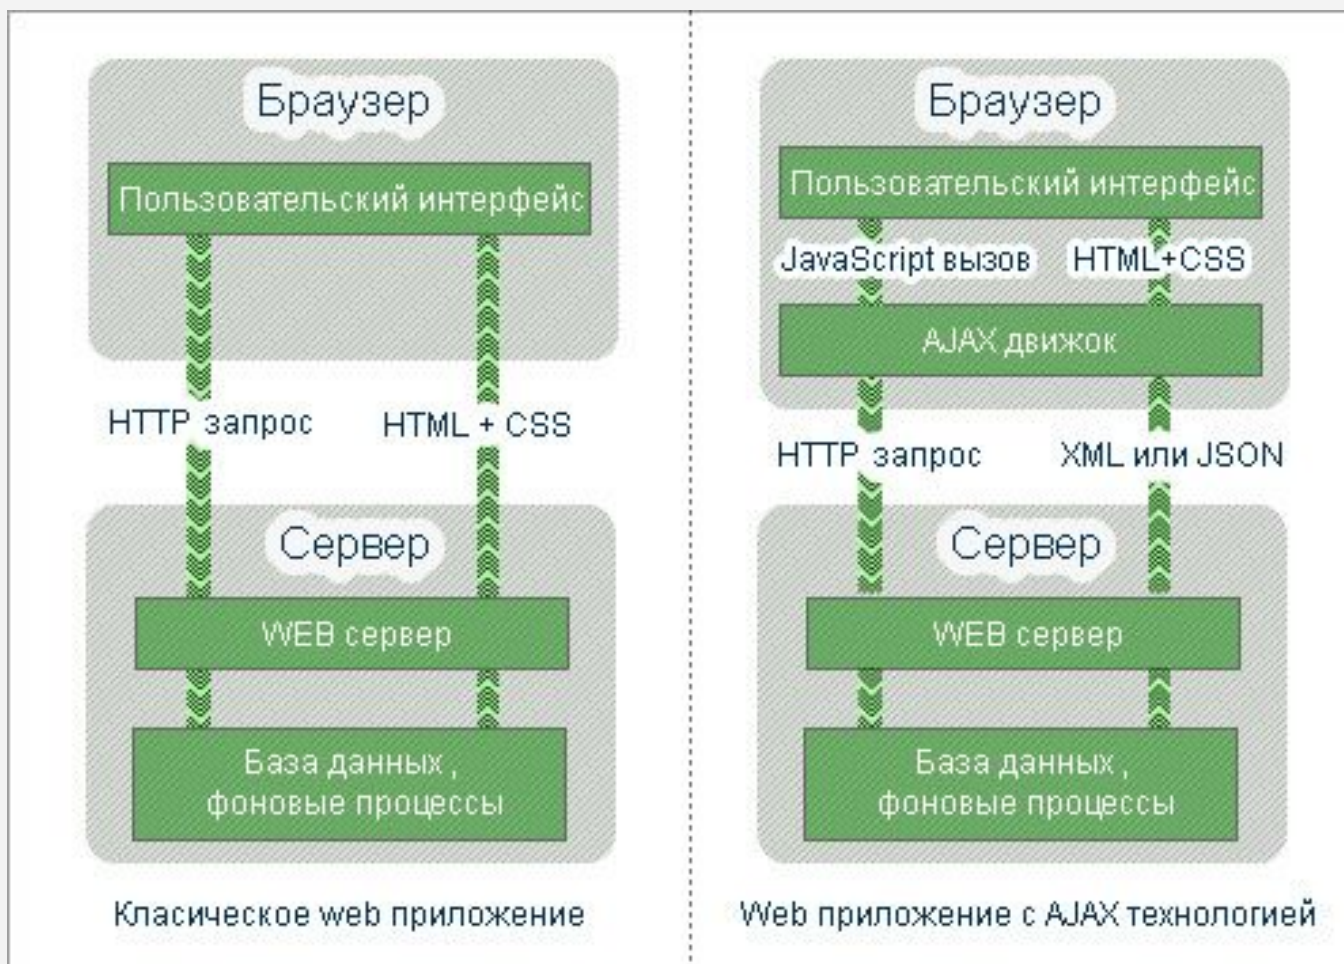 Браузер
Пользовательский интерфейс
HTTP запрос
HTML + CSS
Сервер
WEB сервер
База данных ,
фоновые процессы
Класическое web приложение
Браузер
Пользовательский интерфейс
JavaScript вызов
HTML+CSS
AJAX движок
HTTP запрос
XML или JSON
Сервер
WEB сервер
База данных ,
фоновые процессы
Web приложение с AJAX технологией